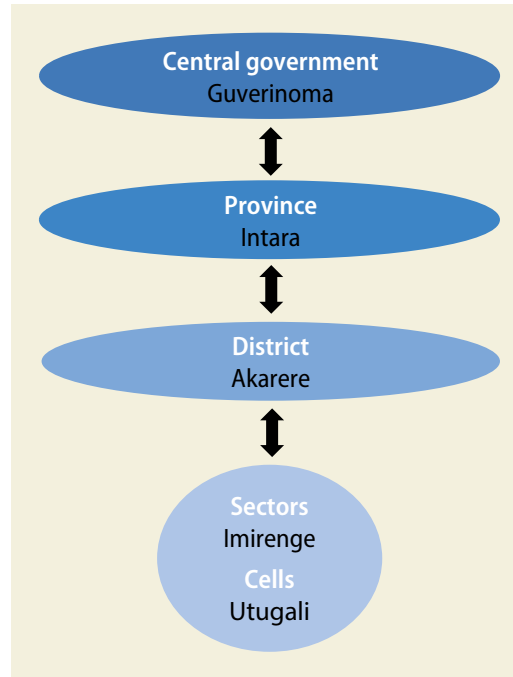 Central government
Guverinoma
Province
Intara
District
Akarere
Sectors
Imirenge
Cells
Utugali